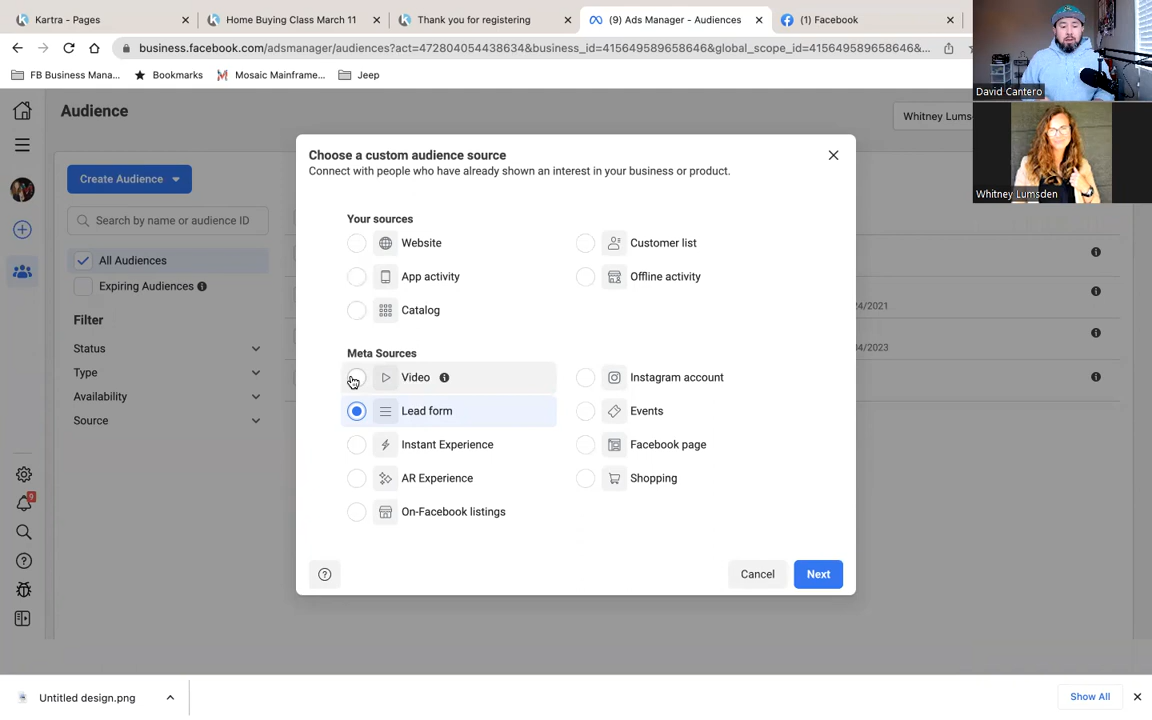 Kartra - Pages
Home Buying Class March 11
Thank you for registering
(9) Ads Manager - Audiences
(1) Facebook
business.facebook.com/adsmanager/audiences?act=472804054438634&business_id=415649589658646&global_scope_id=415649589658646&...
FB Business Mana...
Bookmarks
Mosaic Mainframe...
Jeep
David Cantero
Whitney Lumsden
Audience
Whitney Lums
Create Audience
Search by name or audience ID
All Audiences
Expiring Audiences
Filter
Status
Type
Availability
Source
9
Choose a custom audience source
Connect with people who have already shown an interest in your business or product.
Your sources
Website
Customer list
App activity
Offline activity
Catalog
Meta Sources
Video
Instagram account
Lead form
Events
Instant Experience
Facebook page
AR Experience
Shopping
On-Facebook listings
Cancel
Next
24/2021
04/2023
Untitled design.png
Show All